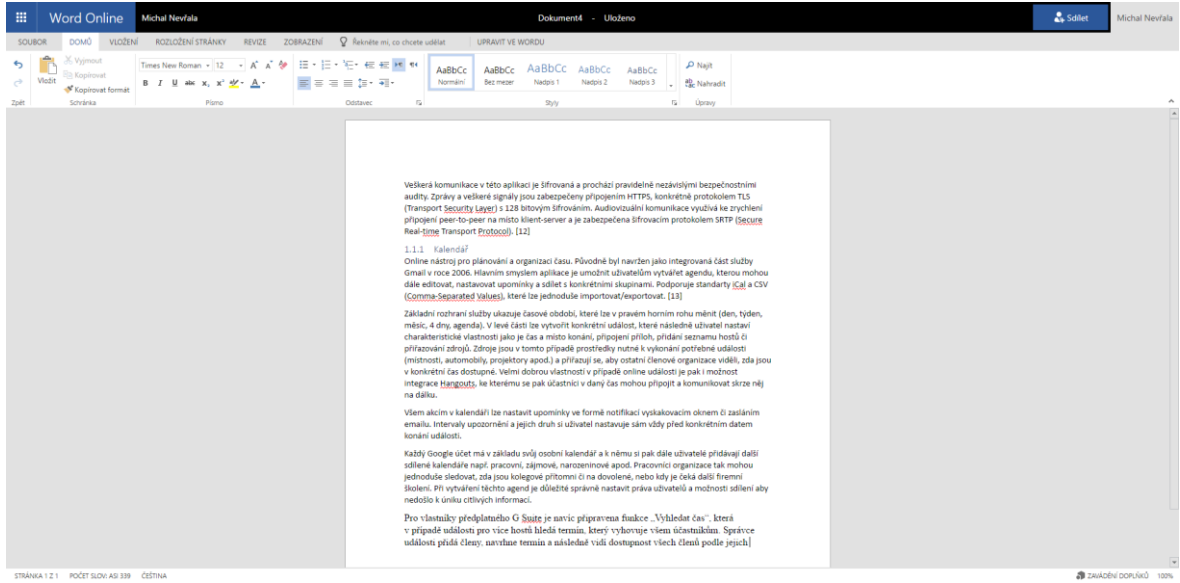 Word Online Michal Nevřala Dokument4 - Uloženo Sdílet Michal Nevřala
SOUBOR DOMŮ VLOŽENÍ ROZLOŽENÍ STRÁNKY REVIZE ZOBRAZENÍ Řekněte mi, co chcete udělat UPRAVIT VE WORDU
Vložit
Vyjmout
Kopírovat
Kopírovat formát
Times New Roman 12
B I U abc x₂ x² A
AaBbCc AaBbCc AaBbCc AaBbCc AaBbCc
Normální Bez mezer Nadpis 1 Nadpis 2 Nadpis 3
Najít
Nahradit
Zpět Schránka Písmo Odstavec Styly Úpravy
Veškerá komunikace v této aplikaci je šifrovaná a prochází pravidelně nezávislými bezpečnostními
audity. Zprávy a veškeré signály jsou zabezpečeny připojením HTTPS, konkrétně protokolem TLS
(Transport Security Layer) s 128 bitovým šifrováním. Audiovizuální komunikace využívá ke zrychlení
připojení peer-to-peer na místo klient-server a je zabezpečena šifrovacím protokolem SRTP (Secure
Real-time Transport Protocol). [12]
1.1.1 Kalendář
Online nástroj pro plánování a organizaci času. Původně byl navržen jako integrovaná část služby
Gmail v roce 2006. Hlavním smyslem aplikace je umožnit uživatelům vytvářet agendu, kterou mohou
dále editovat, nastavovat upomínky a sdílet s konkrétními skupinami. Podporuje standarty iCal a CSV
(Comma-Separated Values), které lze jednoduše importovat/exportovat. [13]
Základní rozhraní služby ukazuje časové období, které lze v pravém horním rohu měnit (den, týden,
měsíc, 4 dny, agenda). V levé části lze vytvořit konkrétní událost, které následně uživatel nastaví
charakteristické vlastnosti jako je čas a místo konání, připojení příloh, přidání seznamu hostů či
přiřazování zdrojů. Zdroje jsou v tomto případě prostředky nutné k vykonání potřebné události
(místnosti, automobily, projektory apod.) a přiřazují se, aby ostatní členové organizace viděli, zda jsou
v konkrétní čas dostupné. Velmi dobrou vlastností v případě online události je pak i možnost
integrace Hangouts, ke kterému se pak účastníci v daný čas mohou připojit a komunikovat skrze něj
na dálku.
Všem akcím v kalendáři lze nastavit upomínky ve formě notifikací vyskakovacím oknem či zasláním
emailu. Intervaly upozornění a jejich druh si uživatel nastavuje sám vždy před konkrétním datem
konání události.
Každý Google účet má v základu svůj osobní kalendář a k němu si pak dále uživatelé přidávají další
sdílené kalendáře např. pracovní, zájmové, narozeninové apod. Pracovníci organizace tak mohou
jednoduše sledovat, zda jsou kolegové přítomni či na dovolené, nebo kdy je čeká další firemní
školení. Při vytváření těchto agend je důležité správně nastavit práva uživatelů a možnosti sdílení aby
nedošlo k úniku citlivých informací.
Pro vlastníky předplatného G Suite je navíc připravena funkce „Vyhledat čas“, která
v případě události pro více hostů hledá termín, který vyhovuje všem účastníkům. Správce
události přidá členy, navrhne termín a následně vidí dostupnost všech členů podle jejich
STRÁNKA 1 Z 1 POČET SLOV: ASI 339 ČEŠTINA ZAVÁDĚNÍ DOPLŇKŮ 100%